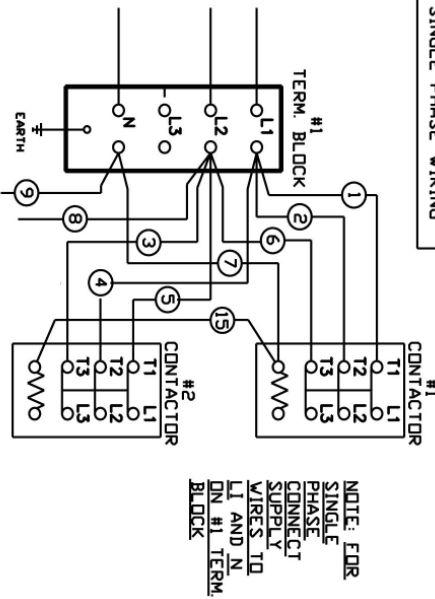 SINGLE PHASE WIRING
#1
TERM. BLOCK
L1
L2
L3
N
EARTH
1
2
6
7
15
3
4
5
8
9
#1
CONTACTOR
T1 L1
T2 L2
T3 L3
#2
CONTACTOR
T1 L1
T2 L2
T3 L3
NOTE: FOR
SINGLE
PHASE
CONNECT
SUPPLY
WIRES TO
L1 AND N
ON #1 TERM.
BLOCK